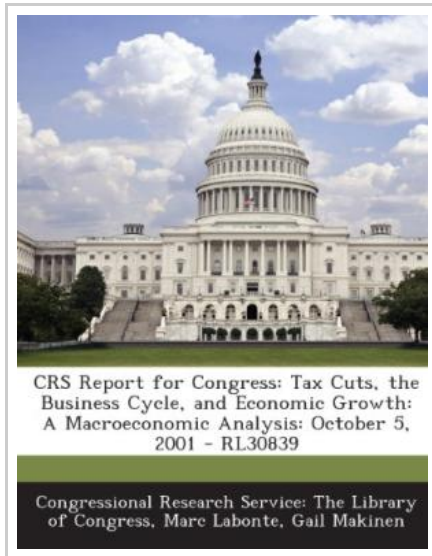 CRS Report for Congress: Tax Cuts, the
Business Cycle, and Economic Growth:
A Macroeconomic Analysis: October 5,
2001 - RL30839
Congressional Research Service: The Library
of Congress, Marc Labonte, Gail Makinen